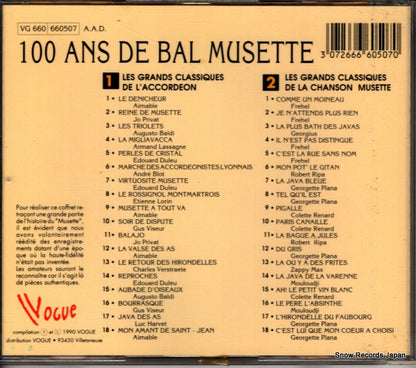 VG 660 660507 A.A.D.
100 ANS DE BAL MUSETTE
3 072666 605070
1 LES GRANDS CLASSIQUES
DE L'ACCORDEON
1 • LE DENICHEUR
Aimable
2 • REINE DE MUSETTE
Jo Privat
3 • LES TRIOLETS
Augusto Baldi
4 • LA MIGLIAVACCA
Armand Lassagne
5 • PERLES DE CRISTAL
Edouard Duleu
6 • MARCHE DES ACCORDEONISTES LYONNAIS
André Blot
7 • VIRTUOSITE MUSETTE
Edouard Duleu
8 • LE ROSSIGNOL MONTMARTROIS
Etienne Lorin
9 • MUSETTE A TOUT VA
Aimable
10 • SOIR DE DISPUTE
Gus Viseur
11 • BALAJO
Jo Privat
12 • LA VALSE DES AS
Aimable
13 • LE RETOUR DES HIRONDELLES
Charles Verstraete
14 • REPROCHES
Edouard Duleu
15 • AUBADE D'OISEAUX
Augusto Baldi
16 • BOURRASQUE
Gus Viseur
17 • JAVA DES AS
Luc Harvet
18 • MON AMANT DE SAINT - JEAN
Aimable
2 LES GRANDS CLASSIQUES
DE LA CHANSON MUSETTE
1 • COMME UN MOINEAU
Frehel
2 • JE N'ATTENDS PLUS RIEN
Frehel
3 • LA PLUS BATH DES JAVAS
Georgius
4 • IL N'EST PAS DISTINGUE
Frehel
5 • C'EST LA RUE SANS NOM
Frehel
6 • MON POT' LE GITAN
Robert Ripa
7 • LA JAVA BLEUE
Georgette Plana
8 • TEL QU'IL EST
Georgette Plana
9 • PIGALLE
Colette Renard
10 • PARIS CANAILLE
Colette Renard
11 • LA BAGUE A JULES
Robert Ripa
12 • DU GRIS
Georgette Plana
13 • LA OU Y A DES FRITES
Zappy Max
14 • LA JAVA DE LA VARENNE
Mouloudji
15 • AH! LE PETIT VIN BLANC
Colette Renard
16 • LE PERE L'ABSINTHE
Mouloudji
17 • L'HIRONDELLE DU FAUBOURG
Georgette Plana
18 • C'EST LUI QUE MON COEUR A CHOISI
Georgette Plana
Pour réaliser ce coffret
retraçant une grande partie
de l'histoire du "Musette",
il est évident que nous
avons volontairement
réédité des enregis-
trements datant d'une épo-
que où la haute-fidélité
n'était pas inventée.
Les amateurs sauront le
reconnaître car il s'agit là
de pièces authentiques.
Vogue
compilation P et C 1990 VOGUE
distribution VOGUE • 93430 Villetaneuse
Snow Records Japan